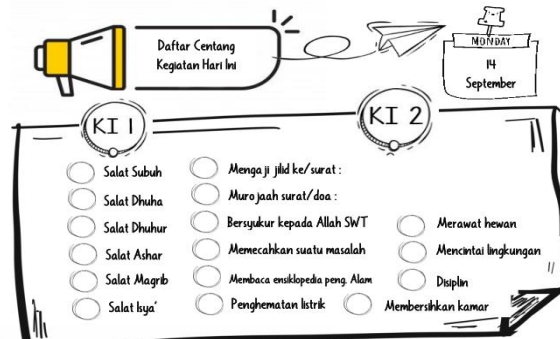 Daftar Centang
Kegiatan Hari Ini
MONDAY
14
September
KI 1
KI 2
Salat Subuh
Salat Dhuha
Salat Dhuhur
Salat Ashar
Salat Magrib
Salat Isya'
Mengaji jilid ke/surat :
Murojaah surat/doa :
Bersyukur kepada Allah SWT
Memecahkan suatu masalah
Membaca ensiklopedia peng. Alam
Penghematan listrik
Merawat hewan
Mencintai lingkungan
Disiplin
Membersihkan kamar